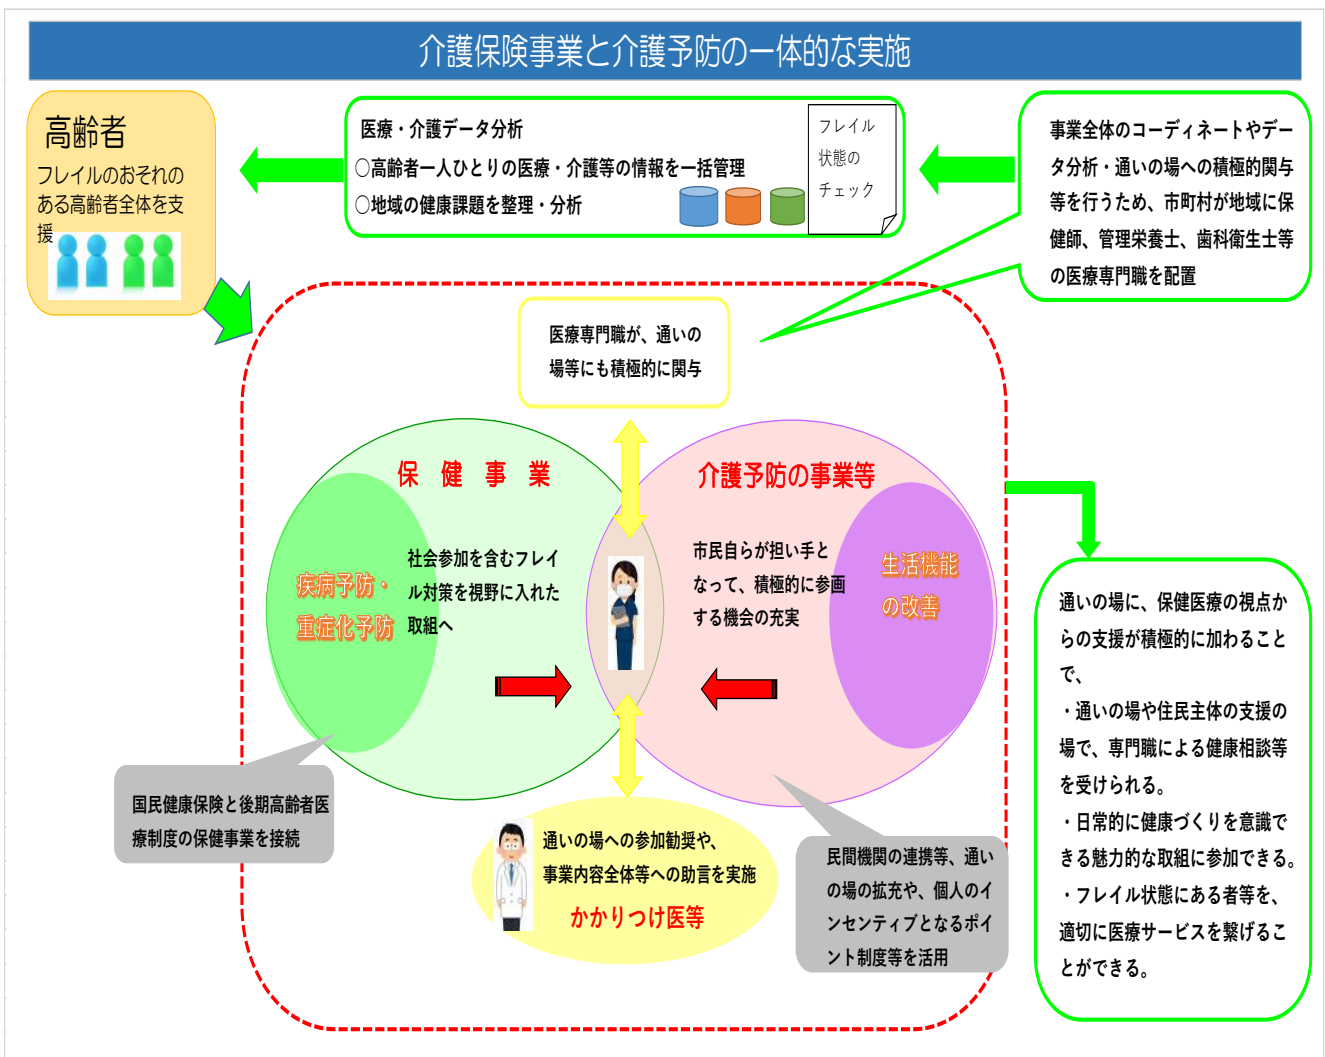 介護保険事業と介護予防の一体的な実施
高齢者
フレイルのおそれの
ある高齢者全体を支
援
医療・介護データ分析
○高齢者一人ひとりの医療・介護等の情報を一括管理
○地域の健康課題を整理・分析
フレイル
状態の
チェック
事業全体のコーディネートやデー
タ分析・通いの場への積極的関与
等を行うため、市町村が地域に保
健師、管理栄養士、歯科衛生士等
の医療専門職を配置
医療専門職が、通いの
場等にも積極的に関与
保健事業
疾病予防・
重症化予防
社会参加を含むフレイ
ル対策を視野に入れた
取組へ
介護予防の事業等
市民自らが担い手と
なって、積極的に参画
する機会の充実
生活機能
の改善
国民健康保険と後期高齢者医
療制度の保健事業を接続
通いの場への参加勧奨や、
事業内容全体等への助言を実施
かかりつけ医等
民間機関の連携等、通い
の場の拡充や、個人のイ
ンセンティブとなるポイ
ント制度等を活用
通いの場に、保健医療の視点か
らの支援が積極的に加わること
で、
・通いの場や住民主体の支援の
場で、専門職による健康相談等
を受けられる。
・日常的に健康づくりを意識で
きる魅力的な取組に参加できる。
・フレイル状態にある者等を、
適切に医療サービスを繋げるこ
とができる。